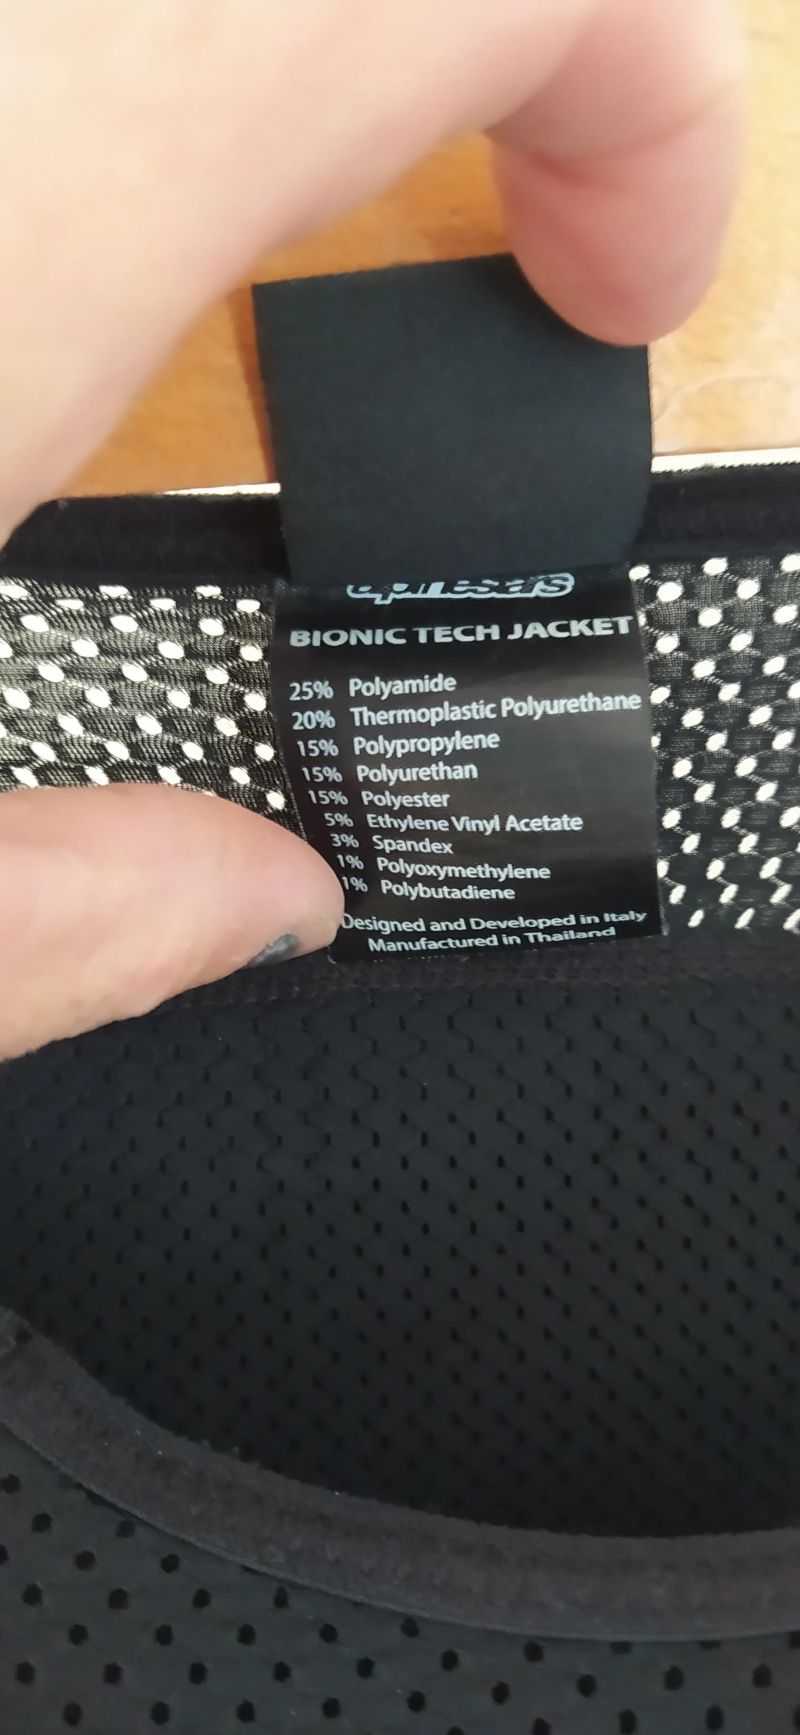 alpinestars
BIONIC TECH JACKET
25% Polyamide
20% Thermoplastic Polyurethane
15% Polypropylene
15% Polyurethan
15% Polyester
5% Ethylene Vinyl Acetate
3% Spandex
1% Polyoxymethylene
1% Polybutadiene
Designed and Developed in Italy
Manufactured in Thailand